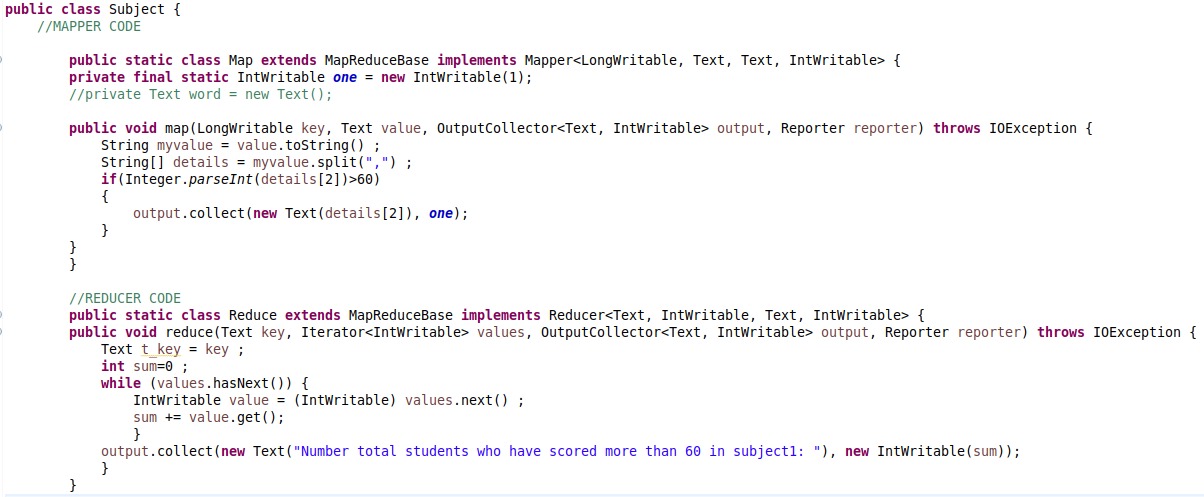 public class Subject {
//MAPPER CODE
public static class Map extends MapReduceBase implements Mapper<LongWritable, Text, Text, IntWritable> {
private final static IntWritable one = new IntWritable(1);
//private Text word = new Text();
public void map(LongWritable key, Text value, OutputCollector<Text, IntWritable> output, Reporter reporter) throws IOException {
String myvalue = value.toString() ;
String[] details = myvalue.split(",") ;
if(Integer.parseInt(details[2])>60)
{
output.collect(new Text(details[2]), one);
}
}
}
//REDUCER CODE
public static class Reduce extends MapReduceBase implements Reducer<Text, IntWritable, Text, IntWritable> {
public void reduce(Text key, Iterator<IntWritable> values, OutputCollector<Text, IntWritable> output, Reporter reporter) throws IOException {
Text t_key = key ;
int sum=0 ;
while (values.hasNext()) {
IntWritable value = (IntWritable) values.next() ;
sum += value.get();
}
output.collect(new Text("Number total students who have scored more than 60 in subject1: "), new IntWritable(sum));
}
}